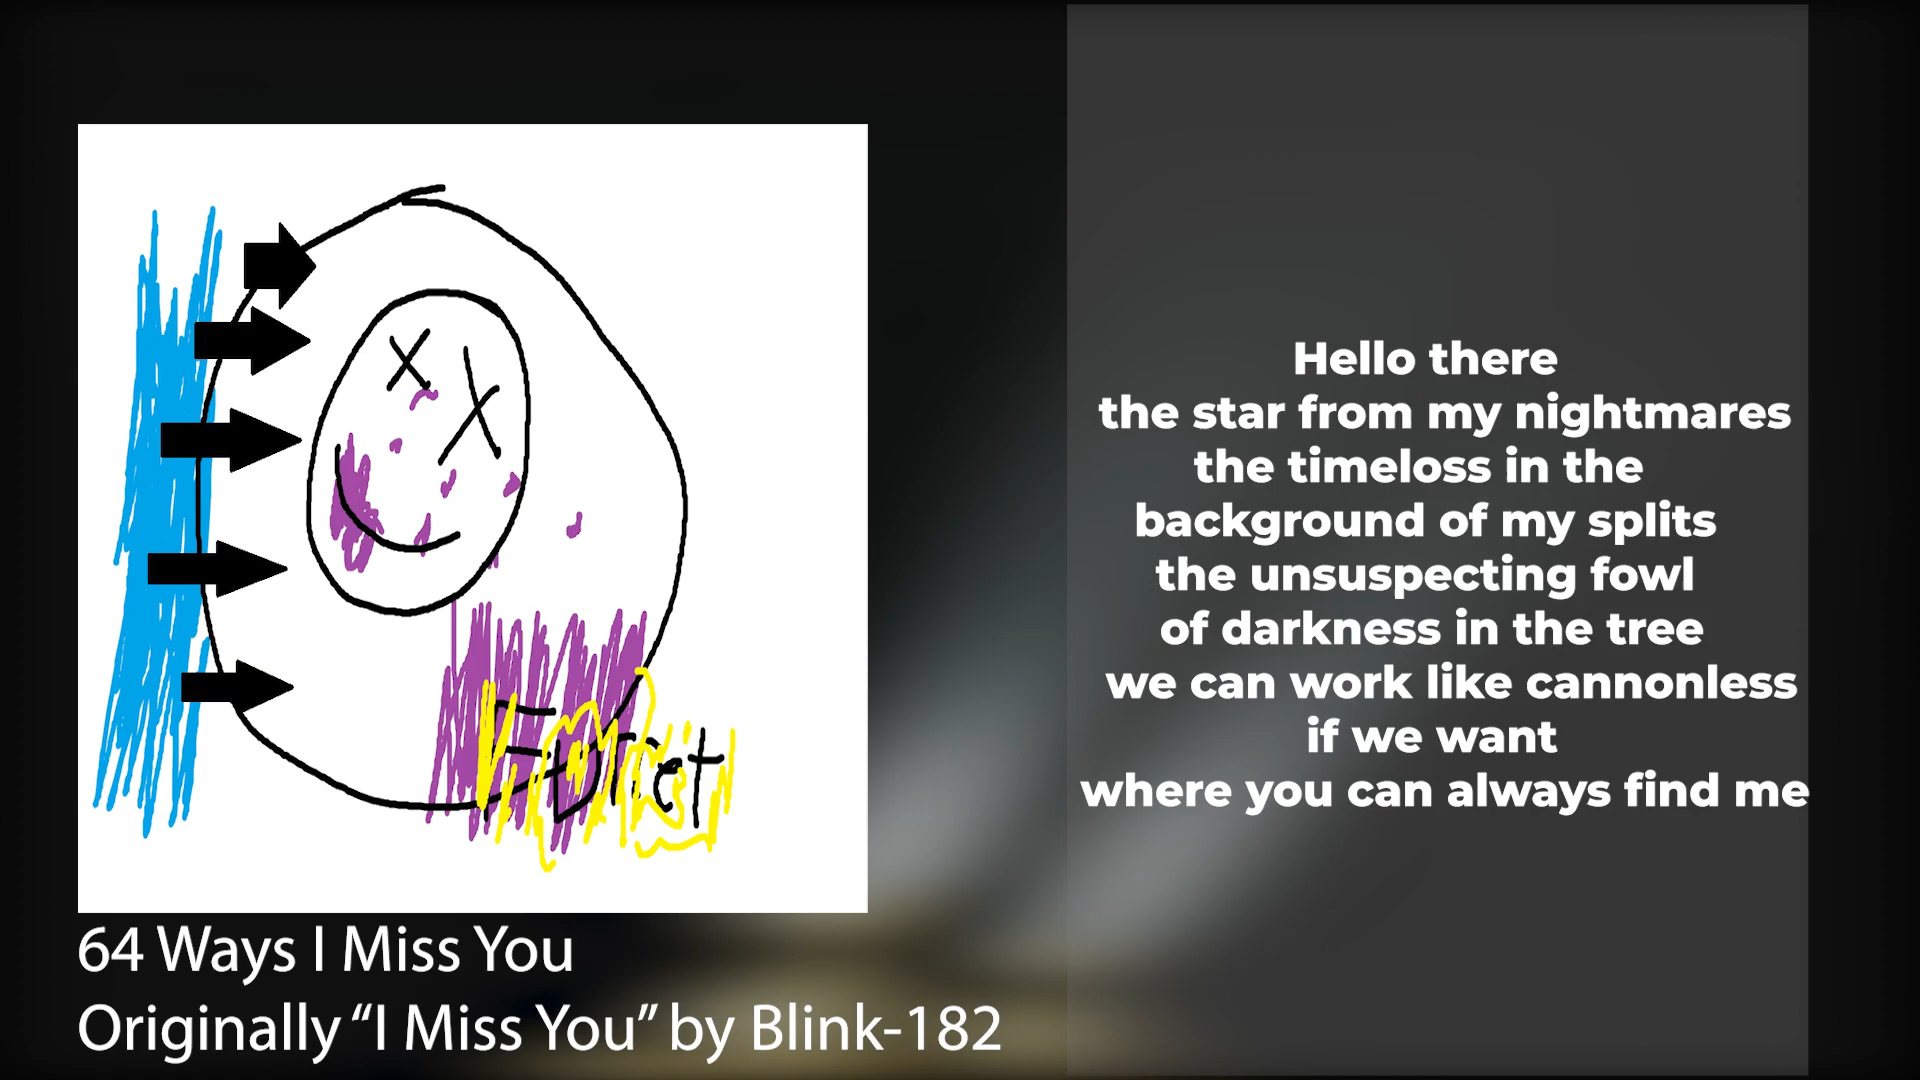 Hello there
the star from my nightmares
the timeloss in the
background of my splits
the unsuspecting fowl
of darkness in the tree
we can work like cannonless
if we want
where you can always find me
64 Ways I Miss You
Originally “I Miss You” by Blink-182